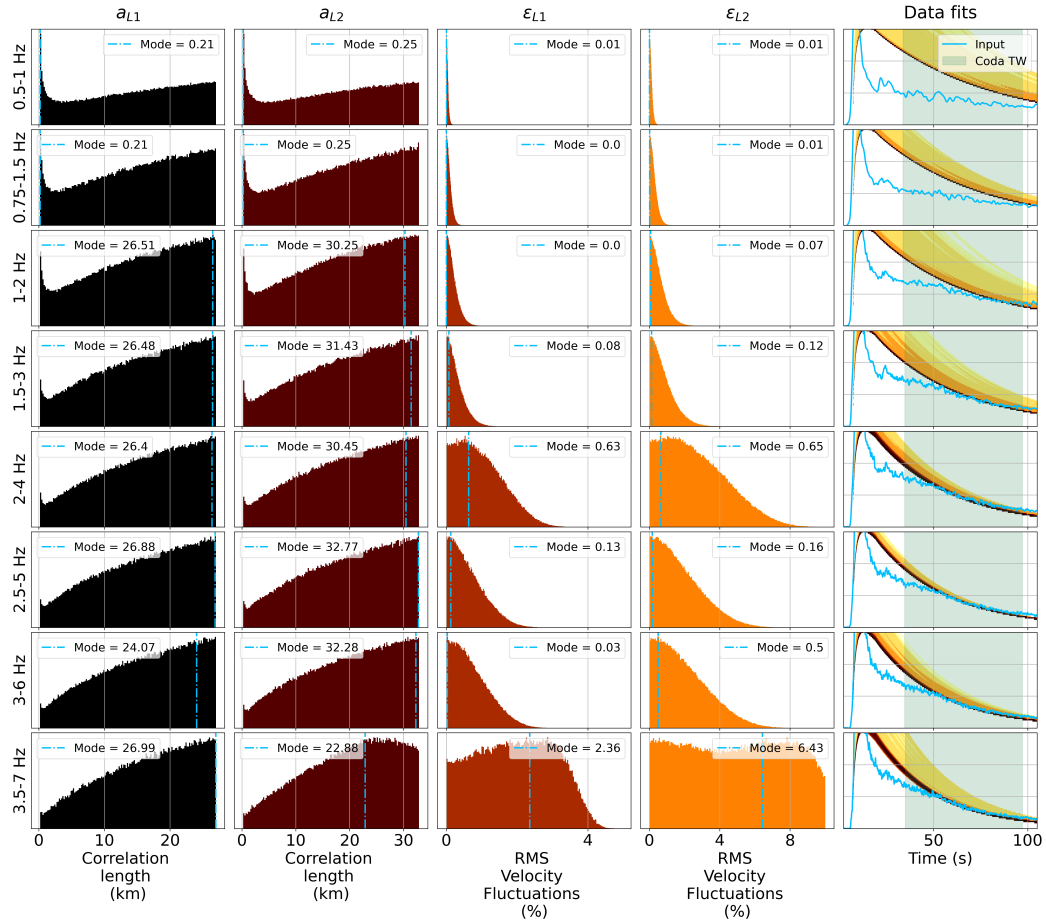 a_L1 a_L2 ε_L1 ε_L2 Data fits
0.5-1 Hz
Mode = 0.21
Mode = 0.25
Mode = 0.01
Mode = 0.01
Input
Coda TW
0.75-1.5 Hz
Mode = 0.21
Mode = 0.25
Mode = 0.0
Mode = 0.01
1-2 Hz
Mode = 26.51
Mode = 30.25
Mode = 0.0
Mode = 0.07
1.5-3 Hz
Mode = 26.48
Mode = 31.43
Mode = 0.08
Mode = 0.12
2-4 Hz
Mode = 26.4
Mode = 30.45
Mode = 0.63
Mode = 0.65
2.5-5 Hz
Mode = 26.88
Mode = 32.77
Mode = 0.13
Mode = 0.16
3-6 Hz
Mode = 24.07
Mode = 32.28
Mode = 0.03
Mode = 0.5
3.5-7 Hz
Mode = 26.99
Mode = 22.88
Mode = 2.36
Mode = 6.43
0 10 20
0 10 20 30
0 4
0 4 8
50 100
Correlation
length
(km)
Correlation
length
(km)
RMS
Velocity
Fluctuations
(%)
RMS
Velocity
Fluctuations
(%)
Time (s)